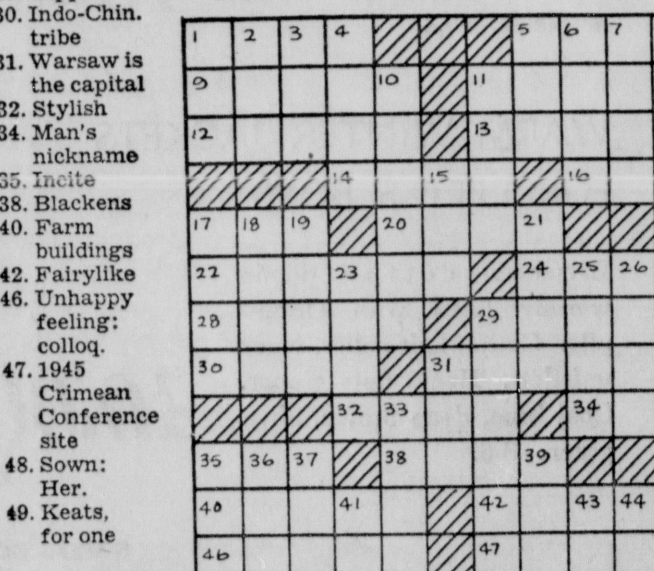 30. Indo-Chin.
tribe
31. Warsaw is
the capital
32. Stylish
34. Man's
nickname
35. Incite
38. Blackens
40. Farm
buildings
42. Fairylike
46. Unhappy
feeling:
colloq.
47. 1945
Crimean
Conference
site
48. Sown:
Her.
49. Keats,
for one
1 2 3 4 5 6 7
9 10 11
12 13
14 15 16
17 18 19 20 21
22 23 24 25 26
28 29
30 31
32 33 34
35 36 37 38 39
40 41 42 43 44
46 47